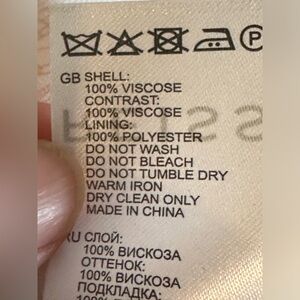 P
GB SHELL:
100% VISCOSE
CONTRAST:
100% VISCOSE
LINING:
100% POLYESTER
DO NOT WASH
DO NOT BLEACH
DO NOT TUMBLE DRY
WARM IRON
DRY CLEAN ONLY
MADE IN CHINA
RU СЛОЙ:
100% ВИСКОЗА
ОТТЕНОК:
100% ВИСКОЗА
ПОДКЛАДКА: